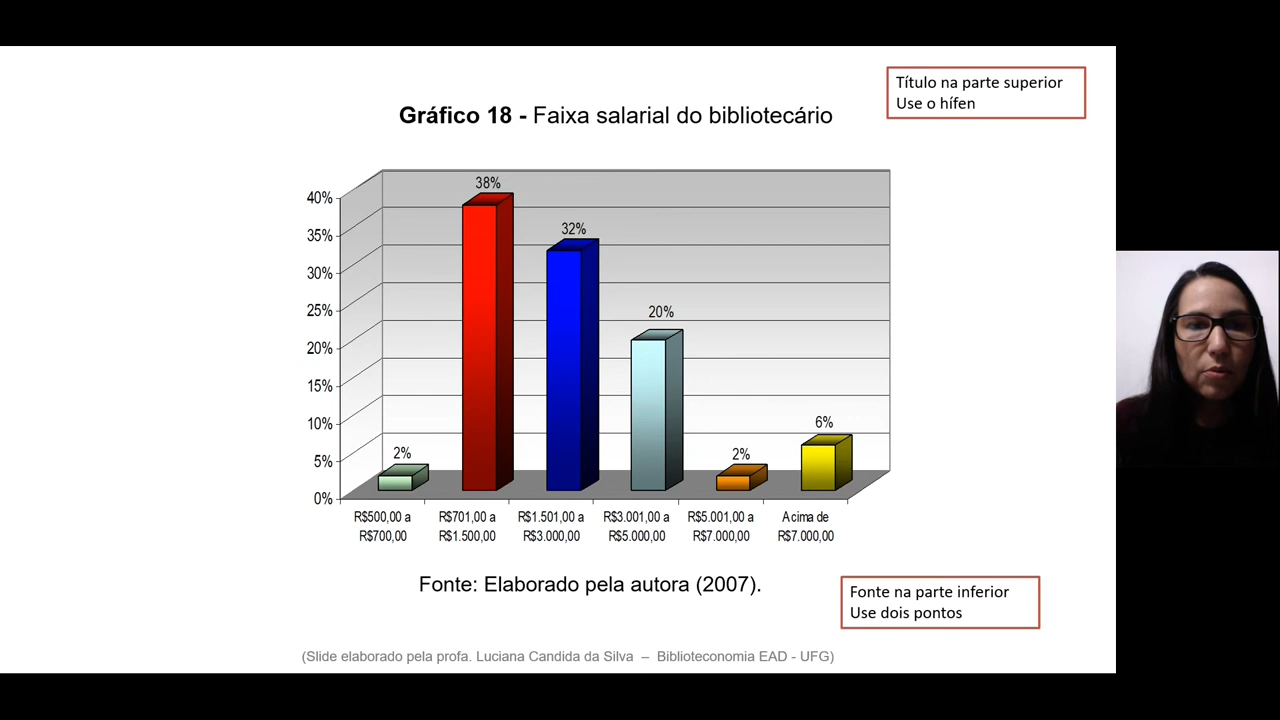 Título na parte superior
Use o hífen
Gráfico 18 - Faixa salarial do bibliotecário
40%
35%
30%
25%
20%
15%
10%
5%
0%
2%
38%
32%
20%
2%
6%
R$500,00 a
R$700,00
R$701,00 a
R$1.500,00
R$1.501,00 a
R$3.000,00
R$3.001,00 a
R$5.000,00
R$5.001,00 a
R$7.000,00
Acima de
R$7.000,00
Fonte: Elaborado pela autora (2007).
Fonte na parte inferior
Use dois pontos
(Slide elaborado pela profa. Luciana Candida da Silva – Biblioteconomia EAD - UFG)